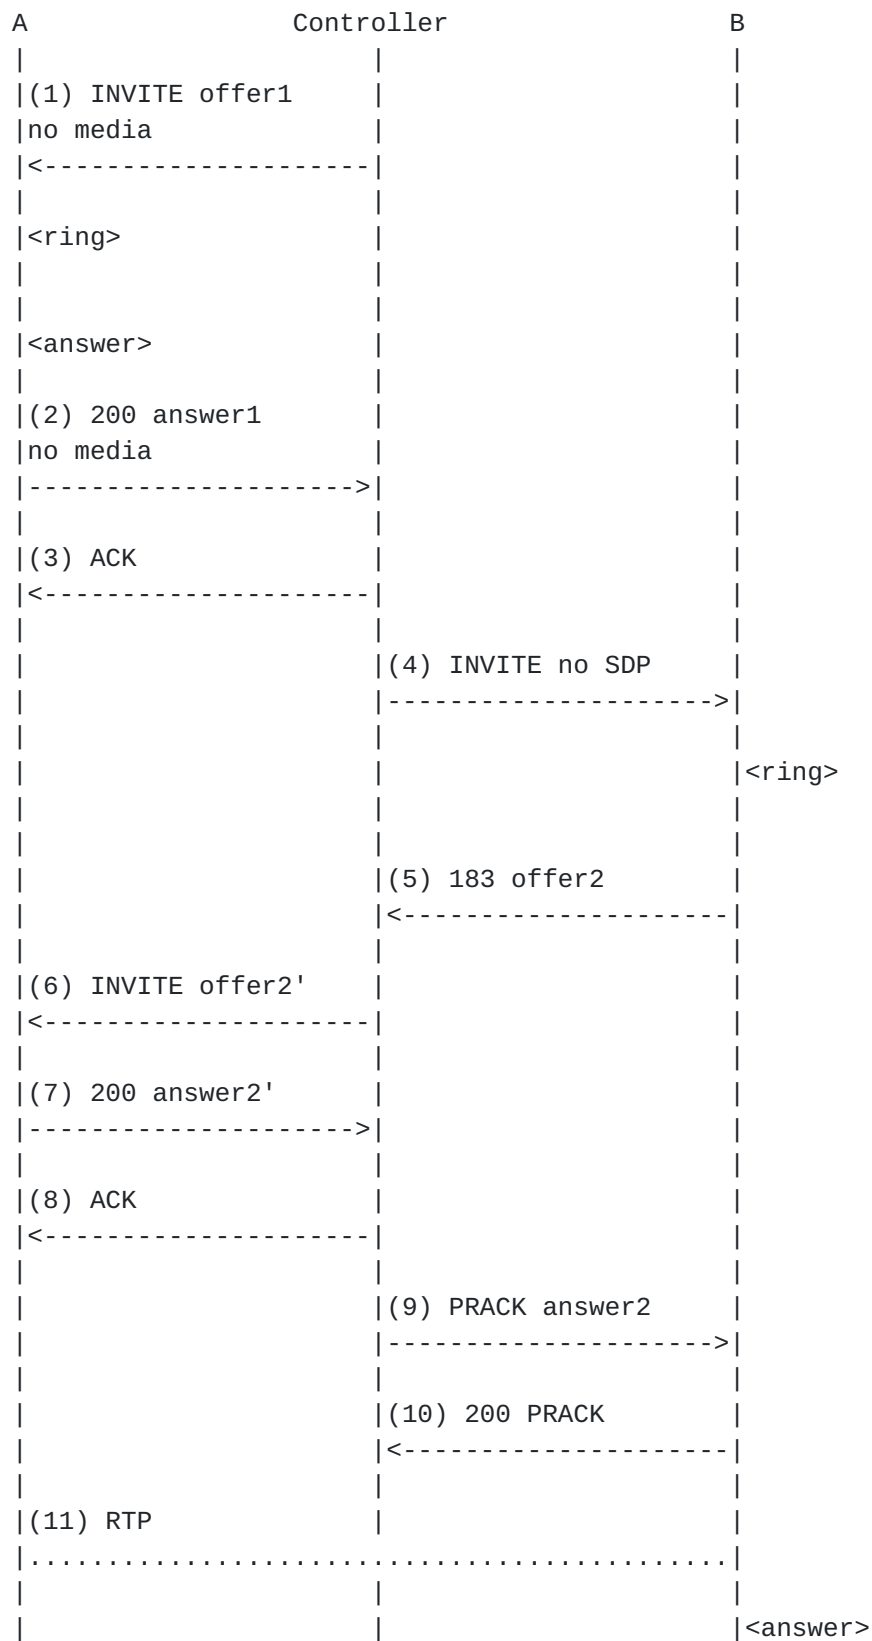 A Controller B
(1) INVITE offer1
no media
<ring>
<answer>
(2) 200 answer1
no media
(3) ACK
(4) INVITE no SDP
<ring>
(5) 183 offer2
(6) INVITE offer2'
(7) 200 answer2'
(8) ACK
(9) PRACK answer2
(10) 200 PRACK
(11) RTP
<answer>